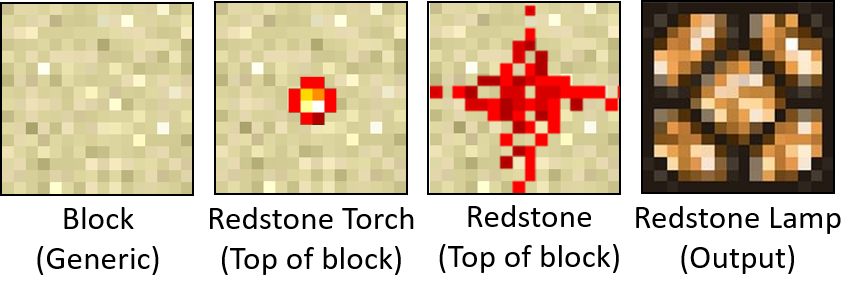 Block
(Generic)
Redstone Torch
(Top of block)
Redstone
(Top of block)
Redstone Lamp
(Output)